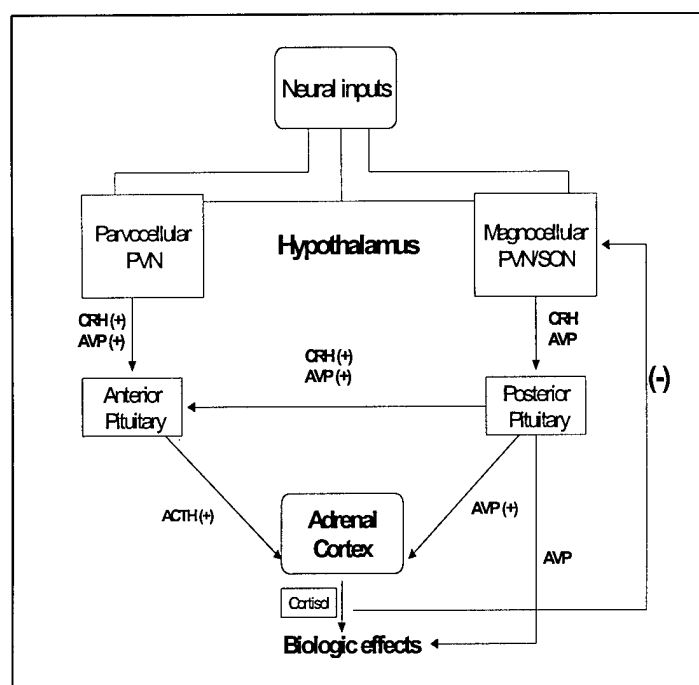 Neural inputs
Parvocellular
PVN
Hypothalamus
Magnocellular
PVN/SON
CRH (+)
AVP (+)
CRH
AVP
CRH (+)
AVP (+)
(-)
Anterior
Pituitary
Posterior
Pituitary
ACTH (+)
Adrenal
Cortex
AVP (+)
AVP
Cortisol
Biologic effects